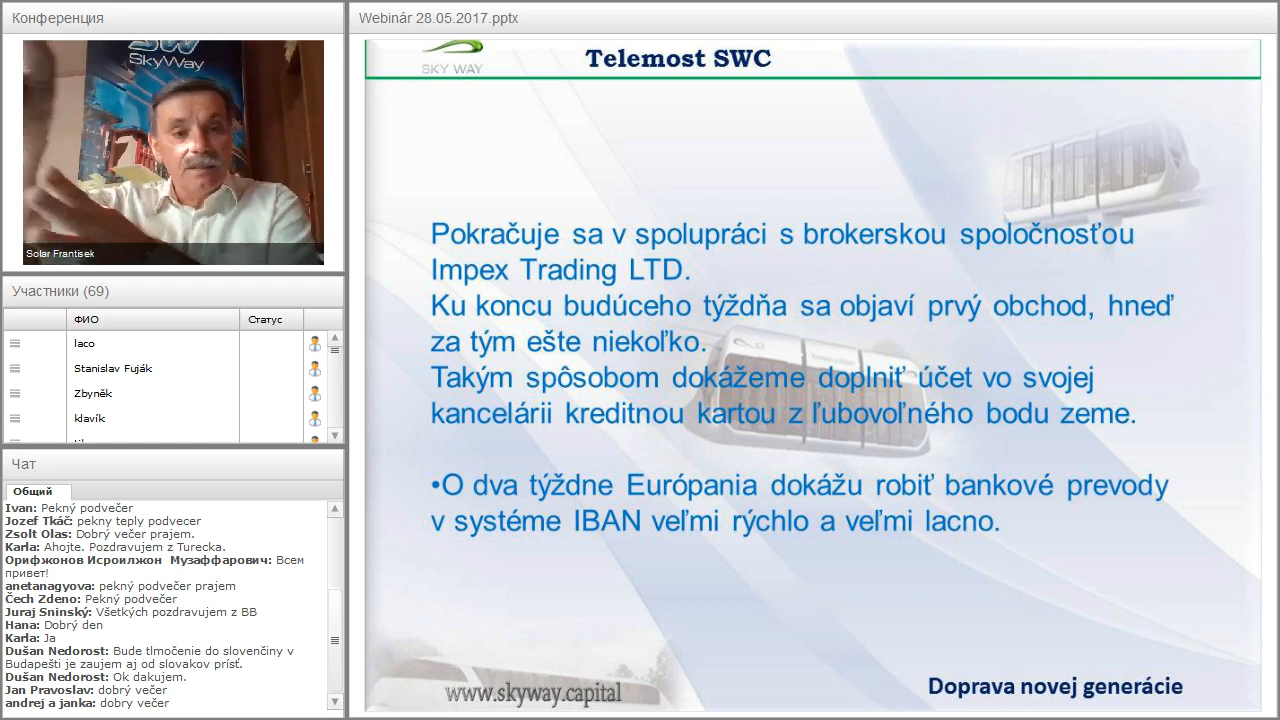 Конференция
SW
SkyWay
Solar Frantisek
Участники (69)
ФИО
Статус
laco
Stanislav Fuják
Zbyněk
klavík
Чат
Общий
Ivan: Pekný podvečer
Jozef Tkáč: pekny teply podvecer
Zsolt Olas: Dobrý večer prajem.
Karla: Ahojte. Pozdravujem z Turecka.
Орифжонов Исроилжон Музаффарович: Всем
привет!
anetanagyova: pekný podvečer prajem
Čech Zdeno: Pekný podvečer
Juraj Sninský: Všetkých pozdravujem z BB
Hana: Dobrý den
Karla: Ja
Dušan Nedorost: Bude tlmočenie do slovenčiny v
Budapešti je zaujem aj od slovakov prísť.
Dušan Nedorost: Ok dakujem.
Jan Pravoslav: dobrý večer
andrej a janka: dobry večer
Webinár 28.05.2017.pptx
SKY WAY
Telemost SWC
Pokračuje sa v spolupráci s brokerskou spoločnosťou
Impex Trading LTD.
Ku koncu budúceho týždňa sa objaví prvý obchod, hneď
za tým ešte niekoľko.
Takým spôsobom dokážeme doplniť účet vo svojej
kancelárii kreditnou kartou z ľubovoľného bodu zeme.
•O dva týždne Európania dokážu robiť bankové prevody
v systéme IBAN veľmi rýchlo a veľmi lacno.
www.skyway.capital
Doprava novej generácie